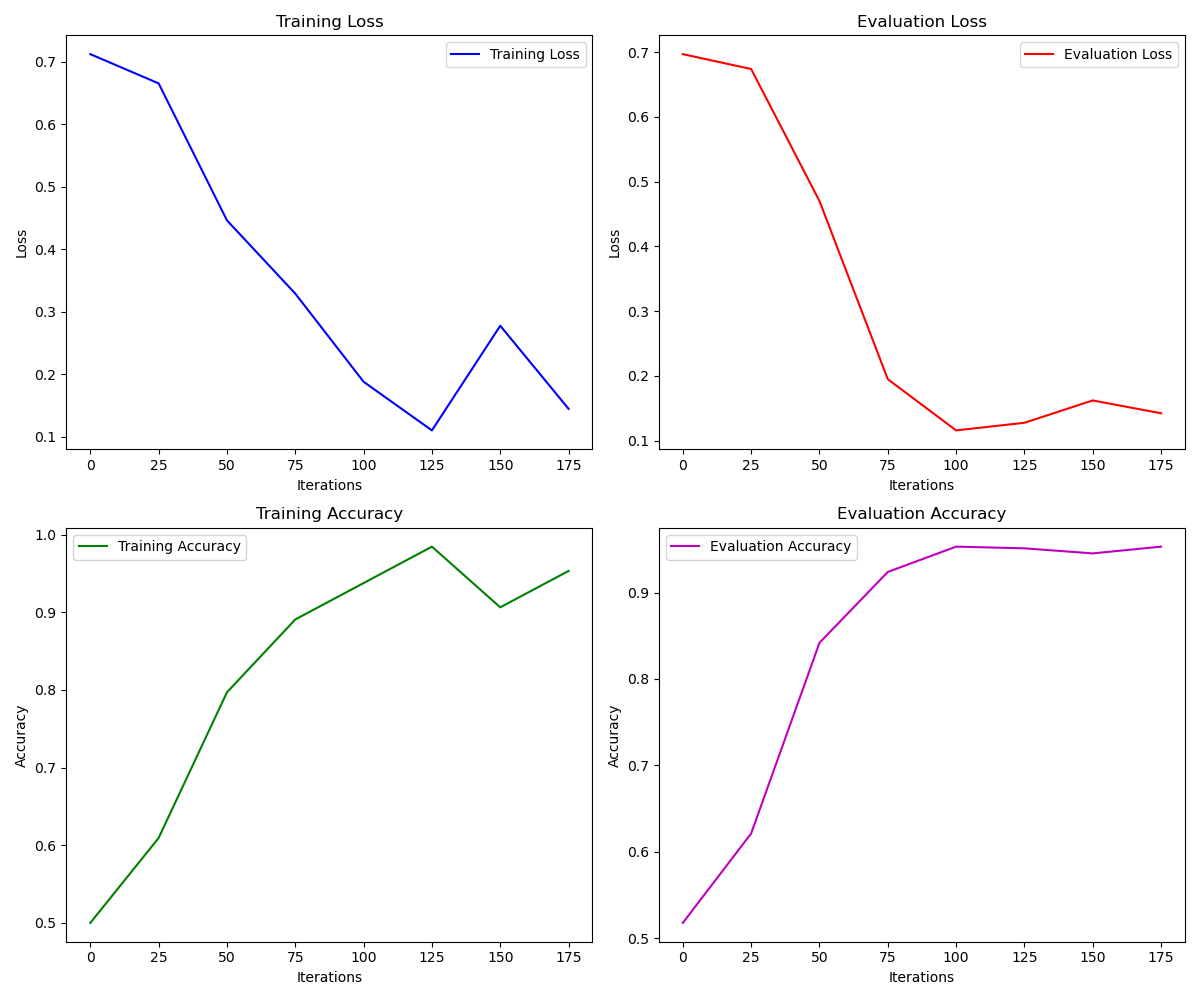 Training Loss
Training Loss
0.7
0.6
0.5
0.4
0.3
0.2
0.1
Loss
0 25 50 75 100 125 150 175
Iterations
Evaluation Loss
Evaluation Loss
0.7
0.6
0.5
0.4
0.3
0.2
0.1
Loss
0 25 50 75 100 125 150 175
Iterations
Training Accuracy
Training Accuracy
1.0
0.9
0.8
0.7
0.6
0.5
Accuracy
0 25 50 75 100 125 150 175
Iterations
Evaluation Accuracy
Evaluation Accuracy
0.9
0.8
0.7
0.6
0.5
Accuracy
0 25 50 75 100 125 150 175
Iterations